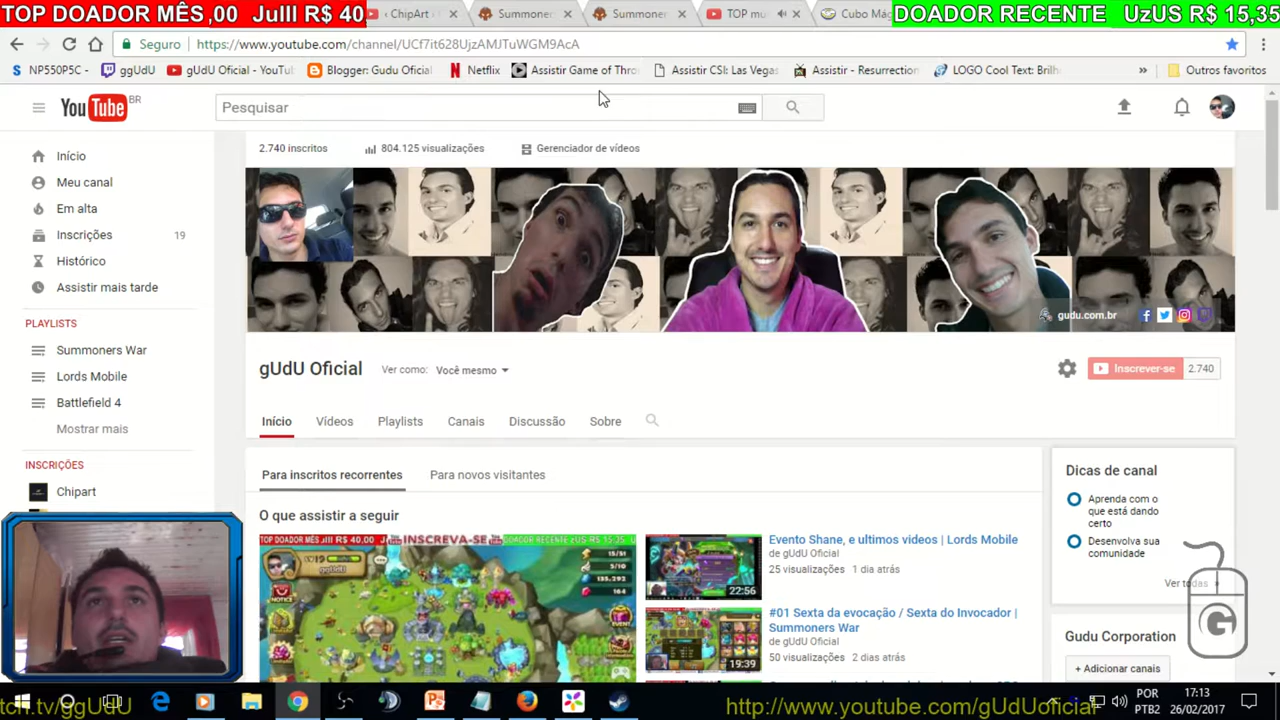 TOP DOADOR MÊS ,00 JulIl R$ 40
ChipArt
Summoner
Summoner
TOP mu
Cubo Mág
DOADOR RECENTE UzUS R$ 15,35
Seguro https://www.youtube.com/channel/UCf7it628UjzAMJTuWGM9AcA
NP550P5C -
ggUdU
gUdU Oficial - YouTu
Blogger: Gudu Oficial
Netflix
Assistir Game of Thro
Assistir CSI: Las Vegas
Assistir - Resurrection
LOGO Cool Text: Brilh
»
Outros favoritos
YouTube BR
Pesquisar
2.740 inscritos
804.125 visualizações
Gerenciador de vídeos
Início
Meu canal
Em alta
Inscrições 19
Histórico
Assistir mais tarde
PLAYLISTS
Summoners War
Lords Mobile
Battlefield 4
Mostrar mais
INSCRIÇÕES
Chipart
gudu.com.br
gUdU Oficial
Ver como: Você mesmo
Inscrever-se 2.740
Início Vídeos Playlists Canais Discussão Sobre
Para inscritos recorrentes Para novos visitantes
O que assistir a seguir
Evento Shane, e ultimos videos | Lords Mobile
de gUdU Oficial
25 visualizações 1 dia atrás
22:56
#01 Sexta da evocação / Sexta do Invocador |
Summoners War
de gUdU Oficial
50 visualizações 2 dias atrás
19:39
Dicas de canal
Aprenda com o
que está dando
certo
Desenvolva sua
comunidade
Ver todas »
Gudu Corporation
+ Adicionar canais
tch.tv/ggUdU
http://www.youtube.com/gUdUoficial
POR
PTB2
17:13
26/02/2017